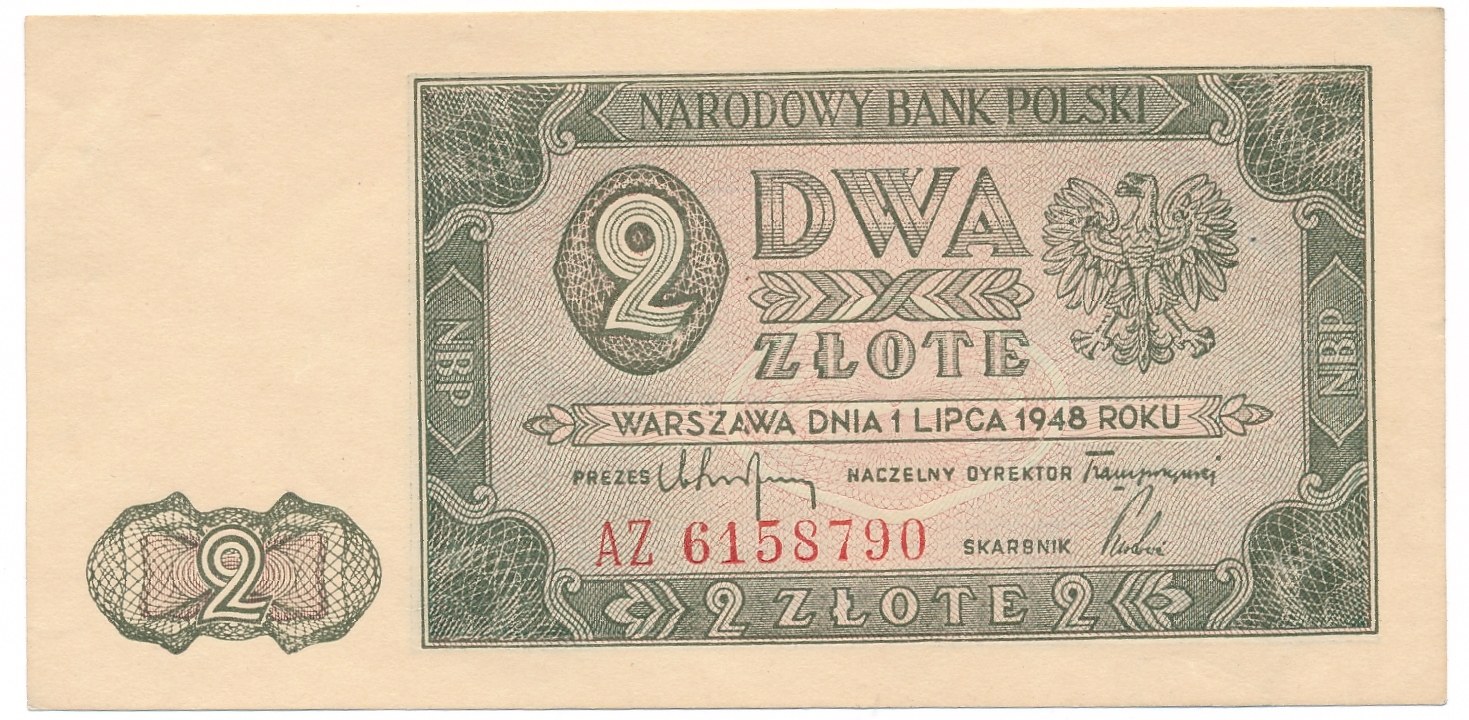 NARODOWY BANK POLSKI
2
DWA
ZŁOTE
NBP
NBP
WARSZAWA DNIA 1 LIPCA 1948 ROKU
PREZES NACZELNY DYREKTOR
AZ 6158790 SKARBNIK
2
2 ZŁOTE 2